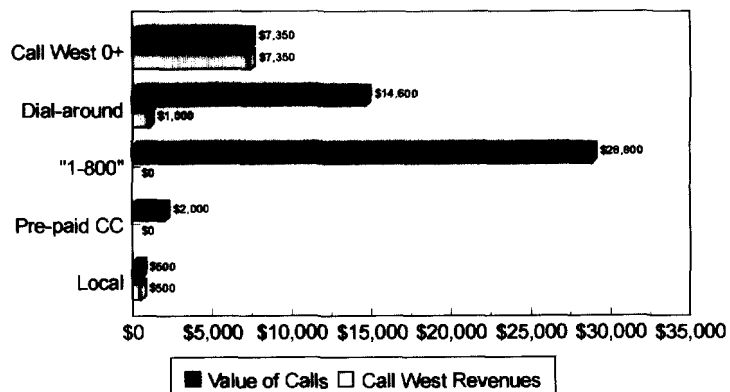 Call West 0+
$7,350
$7,350
Dial-around
$14,600
"1-800"
$28,800
$0
Pre-paid CC
$2,000
$0
Local
$500
$500
$0 $5,000 $10,000 $15,000 $20,000 $25,000 $30,000 $35,000
Value of Calls Call West Revenues